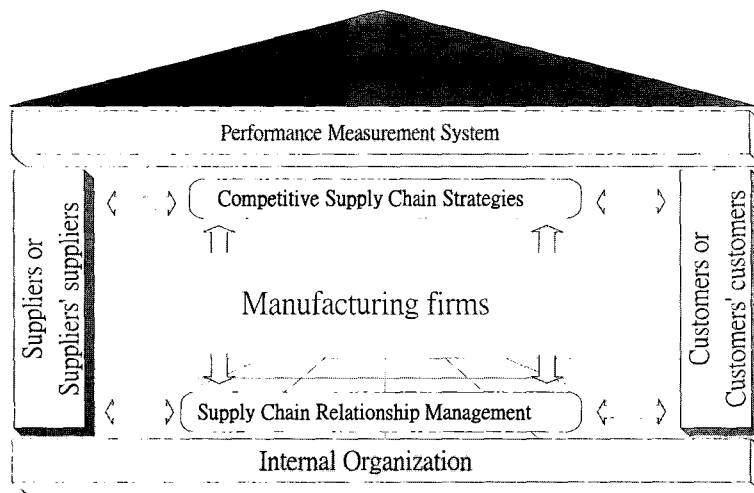 Performance Measurement System
Competitive Supply Chain Strategies
Suppliers or
Suppliers' suppliers
Manufacturing firms
Customers or
Customers' customers
Supply Chain Relationship Management
Internal Organization